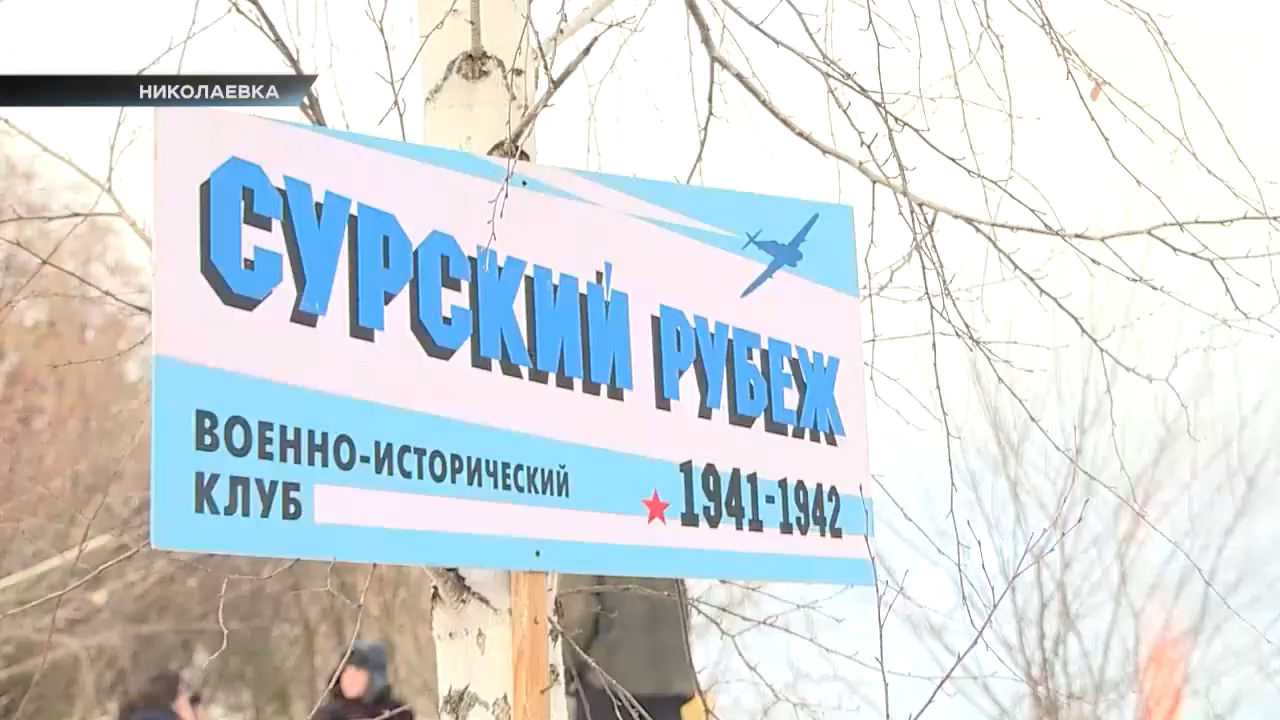 НИКОЛАЕВКА
СУРСКИЙ РУБЕЖ
ВОЕННО-ИСТОРИЧЕСКИЙ
КЛУБ
1941-1942